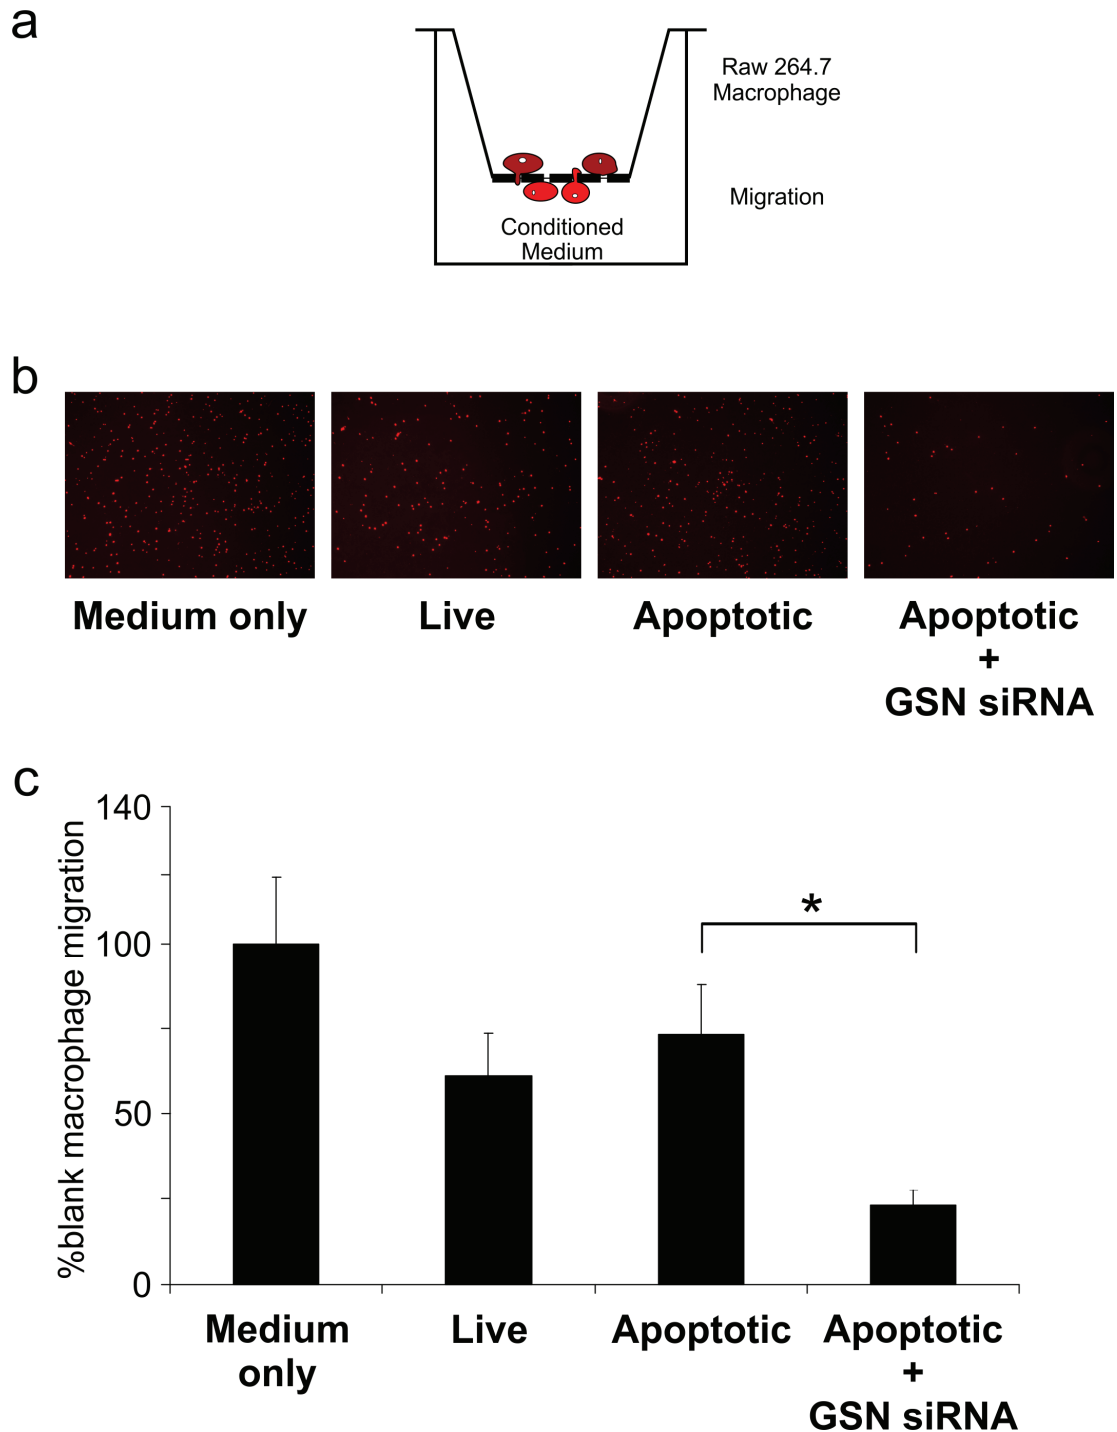 a
Raw 264.7
Macrophage
Migration
Conditioned
Medium
b
Medium only
Live
Apoptotic
Apoptotic
+
GSN siRNA
c
%blank macrophage migration
140
100
50
0
*
Medium
only
Live
Apoptotic
Apoptotic
+
GSN siRNA